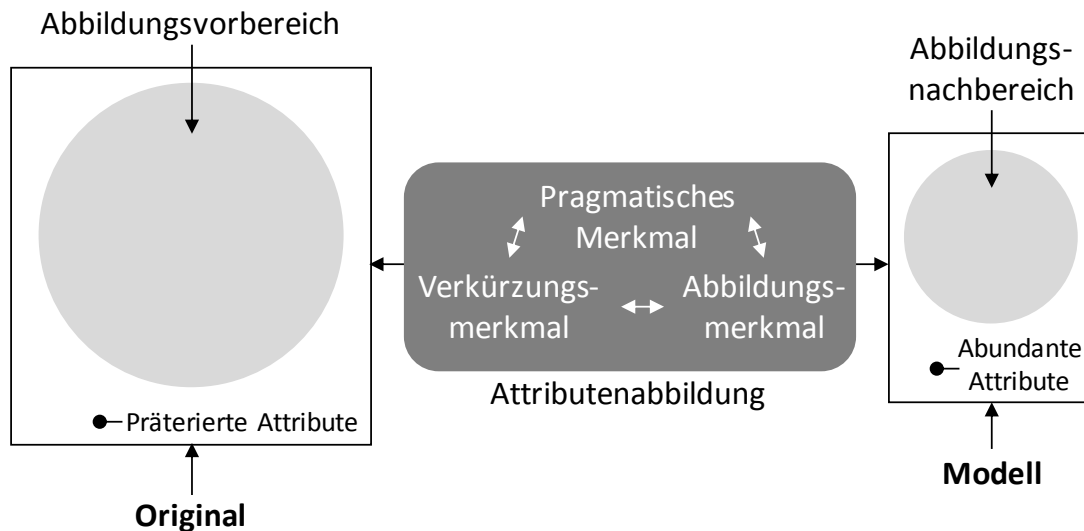 Abbildungsvorbereich
Abbildungs-
nachbereich
Pragmatisches
Merkmal
Verkürzungs-
merkmal
Abbildungs-
merkmal
Attributenabbildung
Präterierte Attribute
Abundante
Attribute
Original
Modell